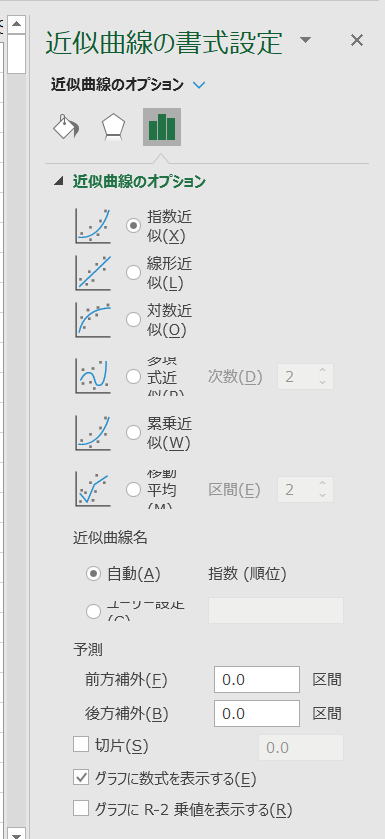 近似曲線の書式設定
近似曲線のオプション
近似曲線のオプション
指数近
似(X)
線形近
似(L)
対数近
似(O)
多項
式近
似(P)
次数(D) 2
累乗近
似(W)
移動
平均
(M)
区間(E) 2
近似曲線名
自動(A) 指数 (順位)
ユーザー設定
(C)
予測
前方補外(F) 0.0 区間
後方補外(B) 0.0 区間
切片(S) 0.0
グラフに数式を表示する(E)
グラフに R-2 乗値を表示する(R)